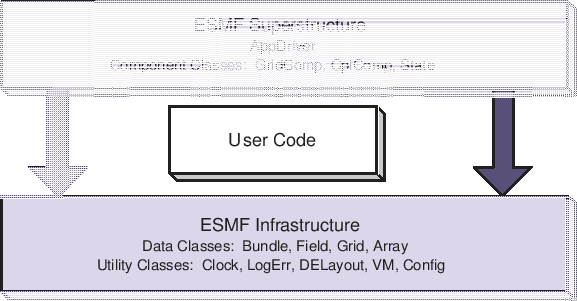 ESMF Superstructure
AppDriver
Component Classes: GridComp, CplComp, State
User Code
ESMF Infrastructure
Data Classes: Bundle, Field, Grid, Array
Utility Classes: Clock, LogErr, DELayout, VM, Config